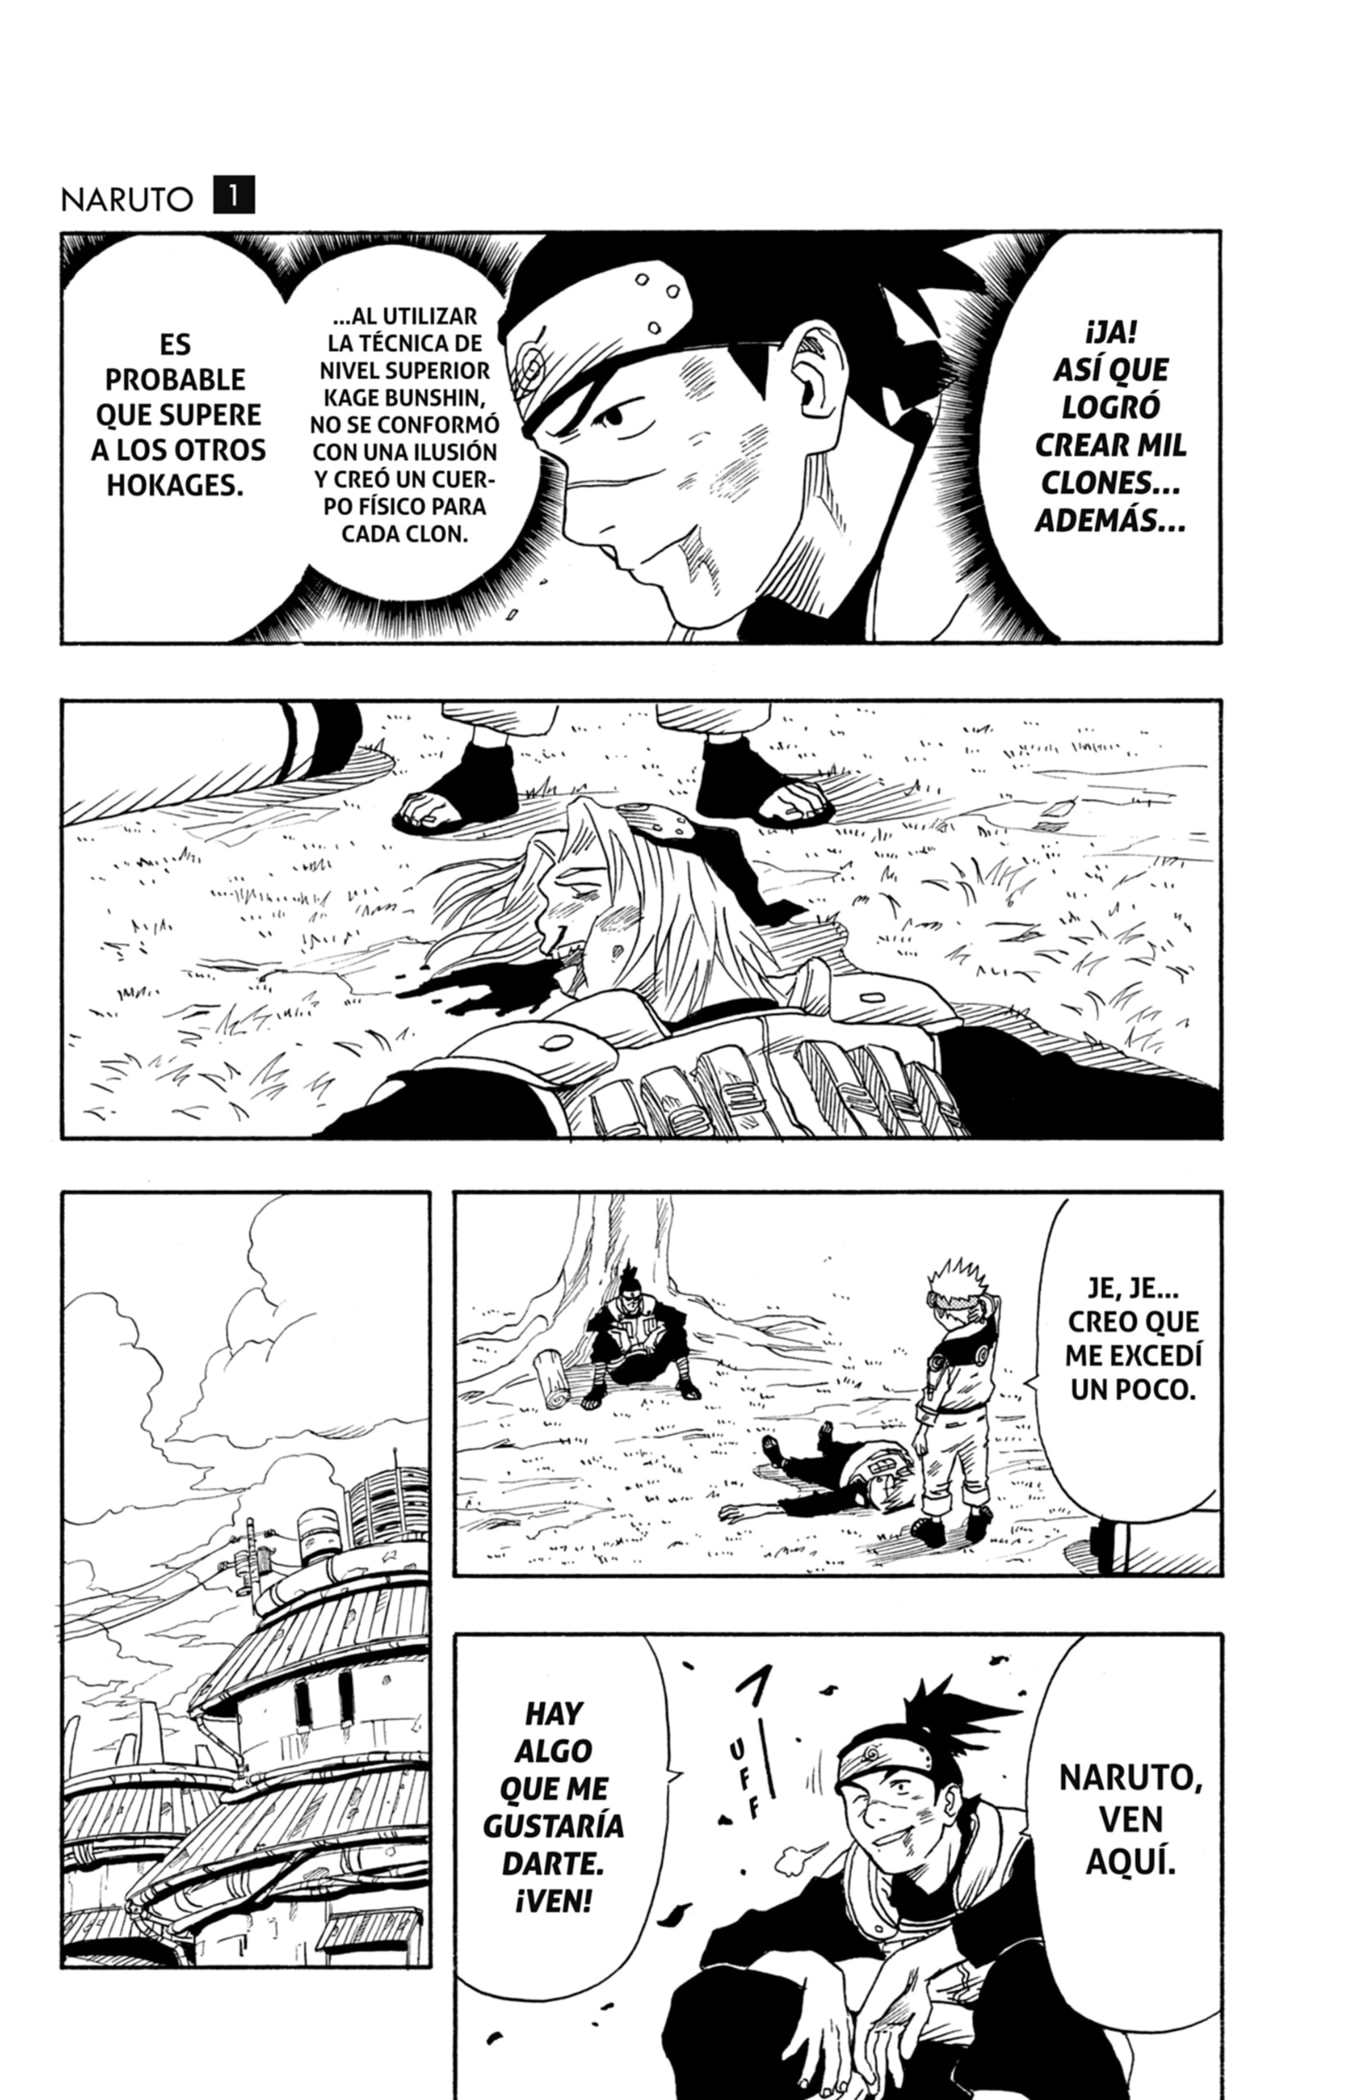 NARUTO 1
¡JA!
ASÍ QUE
LOGRÓ
CREAR MIL
CLONES...
ADEMÁS...
...AL UTILIZAR
LA TÉCNICA DE
NIVEL SUPERIOR
KAGE BUNSHIN,
NO SE CONFORMÓ
CON UNA ILUSIÓN
Y CREÓ UN CUER-
PO FÍSICO PARA
CADA CLON.
ES
PROBABLE
QUE SUPERE
A LOS OTROS
HOKAGES.
JE, JE...
CREO QUE
ME EXCEDÍ
UN POCO.
NARUTO,
VEN
AQUÍ.
フー
UFF
HAY
ALGO
QUE ME
GUSTARÍA
DARTE.
¡VEN!